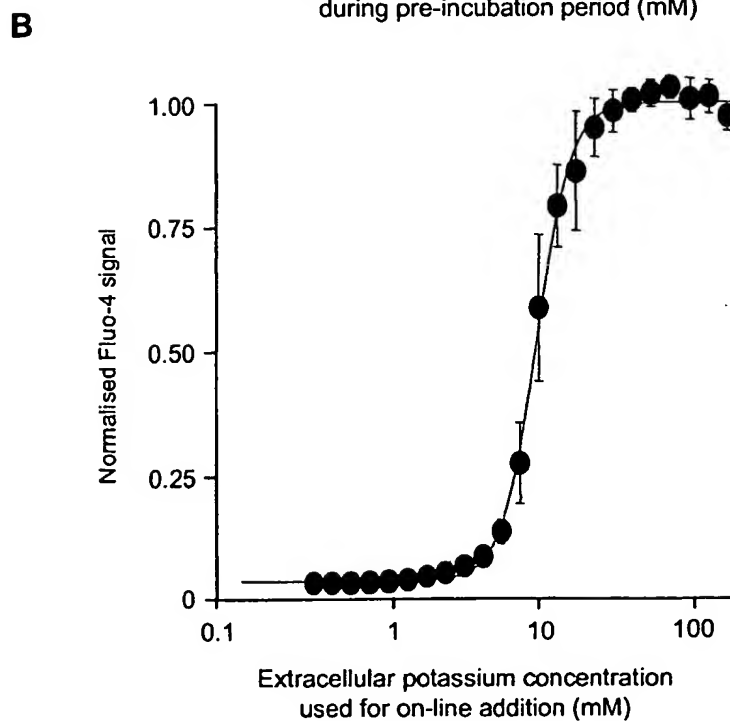 during pre-incubation period (mM)
B
1.00
0.75
0.50
0.25
0
Normalised Fluo-4 signal
0.1 1 10 100
Extracellular potassium concentration
used for on-line addition (mM)